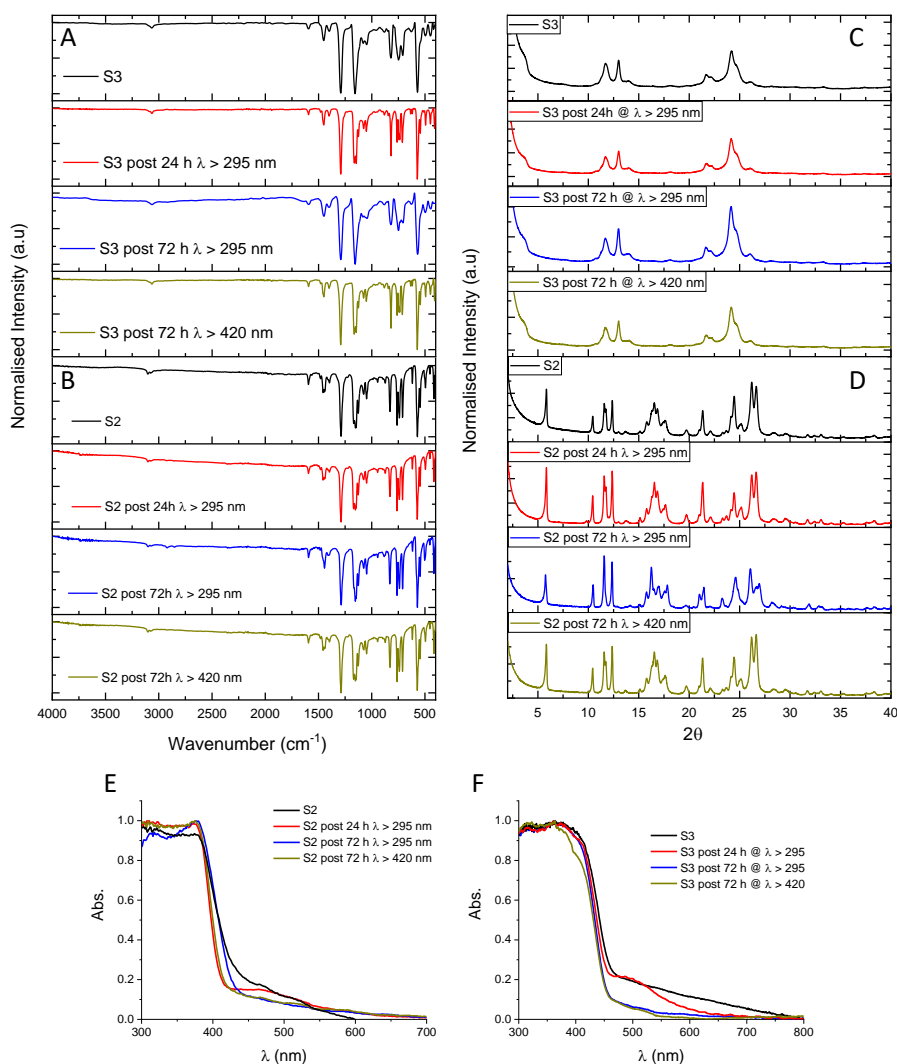 A
S3
S3 post 24 h λ > 295 nm
S3 post 72 h λ > 295 nm
S3 post 72 h λ > 420 nm
B
S2
S2 post 24h λ > 295 nm
S2 post 72h λ > 295 nm
S2 post 72h λ > 420 nm
Normalised Intensity (a.u)
4000 3500 3000 2500 2000 1500 1000 500
Wavenumber (cm⁻¹)
C
S3
S3 post 24h @ λ > 295 nm
S3 post 72 h @ λ > 295 nm
S3 post 72 h @ λ > 420 nm
D
S2
S2 post 24 h λ > 295 nm
S2 post 72 h λ > 295 nm
S2 post 72 h λ > 420 nm
Normalised Intensity (a.u)
5 10 15 20 25 30 35 40
2θ
E
S2
S2 post 24 h λ > 295 nm
S2 post 72 h λ > 295 nm
S2 post 72 h λ > 420 nm
1.0
0.8
0.6
0.4
0.2
0.0
Abs.
300 400 500 600 700
λ (nm)
F
S3
S3 post 24 h @ λ > 295
S3 post 72 h @ λ > 295
S3 post 72 h @ λ > 420
1.0
0.8
0.6
0.4
0.2
0.0
Abs.
300 400 500 600 700 800
λ (nm)